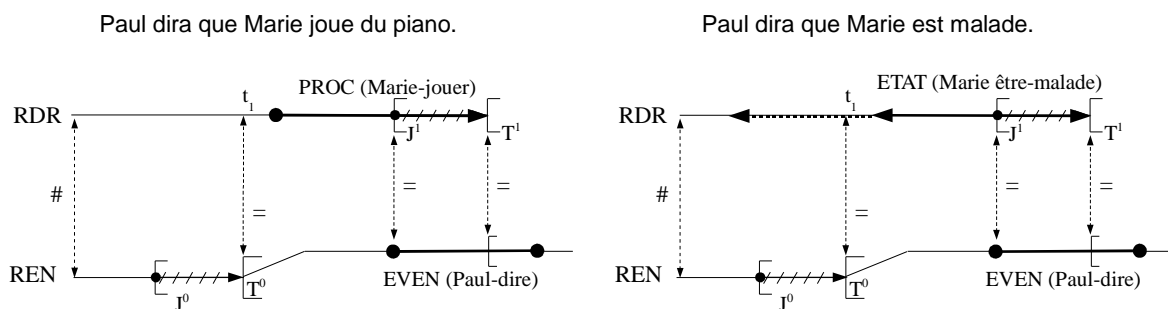 Paul dira que Marie joue du piano.
PROC (Marie-jouer)
t1
RDR
J1
T1
#
=
=
=
REN
J0
T0
EVEN (Paul-dire)
Paul dira que Marie est malade.
ETAT (Marie être-malade)
t1
RDR
J1
T1
#
=
=
=
REN
J0
T0
EVEN (Paul-dire)